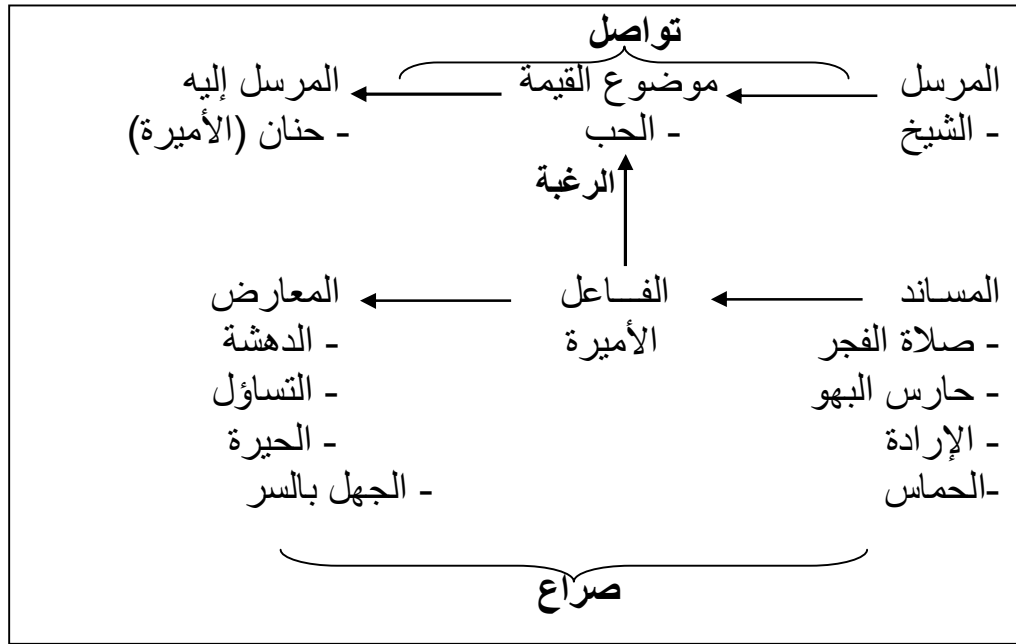 تواصل
المرسل موضوع القيمة المرسل إليه
- الشيخ - الحب - حنان (الأميرة)
الرغبة
المساند الفـــاعل المعارض
- صلاة الفجر الأميرة - الدهشة
- حارس البهو - التساؤل
- الإرادة - الحيرة
-الحماس - الجهل بالسر
صراع